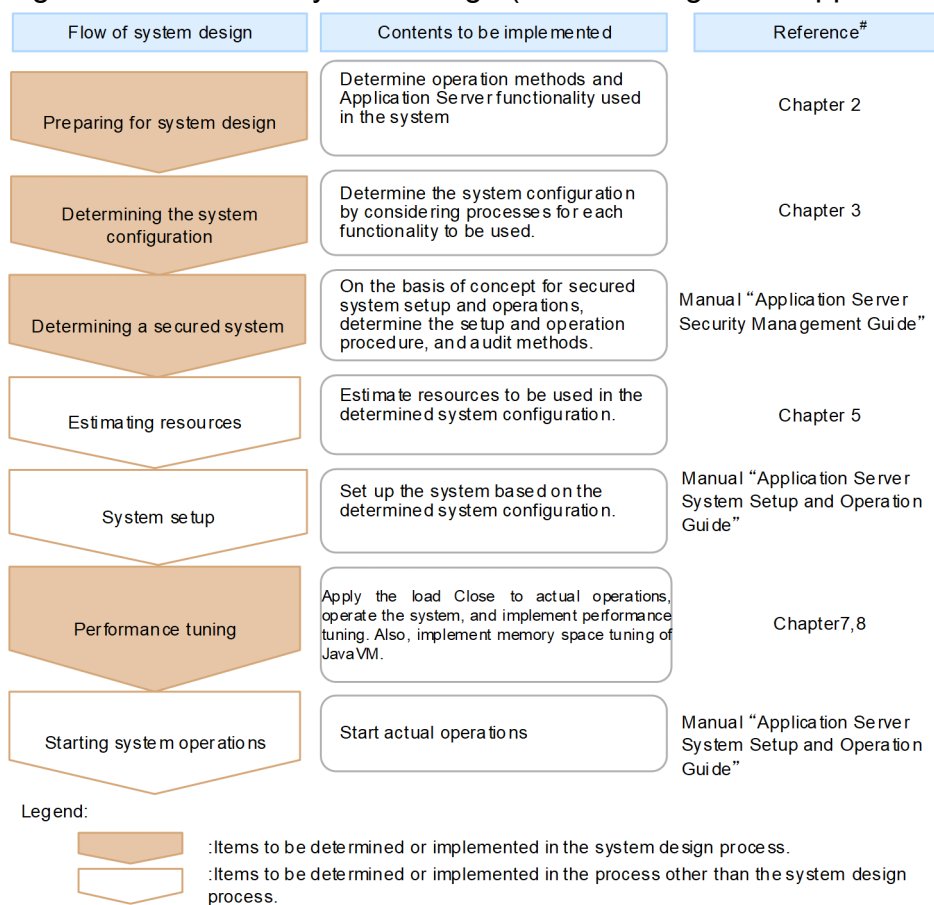 Flow of system design
Contents to be implemented
Reference#
Preparing for system design
Determine operation methods and
Application Server functionality used
in the system
Chapter 2
Determining the system
configuration
Determine the system configuration
by considering processes for each
functionality to be used.
Chapter 3
Determining a secured system
On the basis of concept for secured
system setup and operations,
determine the setup and operation
procedure, and audit methods.
Manual “Application Server
Security Management Guide”
Estimating resources
Estimate resources to be used in the
determined system configuration.
Chapter 5
System setup
Set up the system based on the
determined system configuration.
Manual “Application Server
System Setup and Operation
Guide”
Performance tuning
Apply the load Close to actual operations,
operate the system, and implement performance
tuning. Also, implement memory space tuning of
JavaVM.
Chapter7,8
Starting system operations
Start actual operations
Manual “Application Server
System Setup and Operation
Guide”
Legend:
:Items to be determined or implemented in the system design process.
:Items to be determined or implemented in the process other than the system design
process.